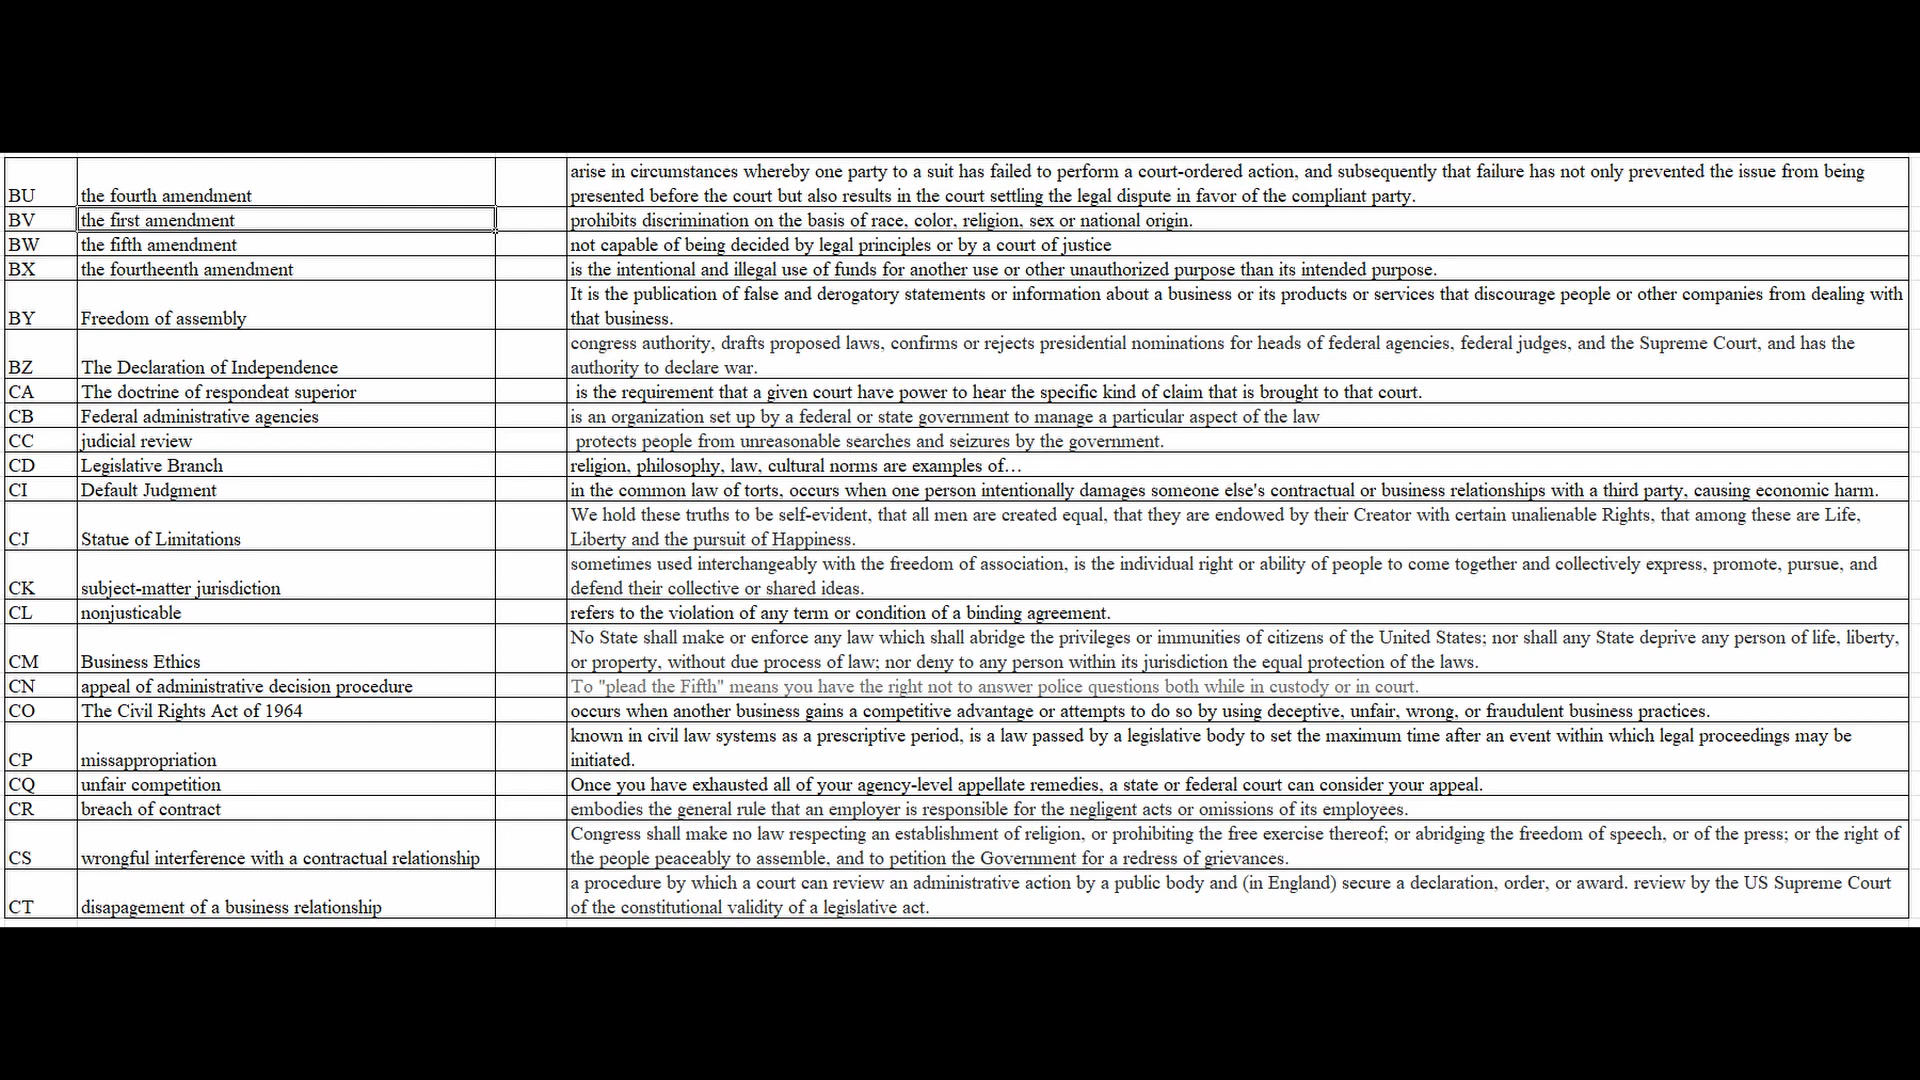 arise in circumstances whereby one party to a suit has failed to perform a court-ordered action, and subsequently that failure has not only prevented the issue from being
BU the fourth amendment presented before the court but also results in the court settling the legal dispute in favor of the compliant party.
BV the first amendment prohibits discrimination on the basis of race, color, religion, sex or national origin.
BW the fifth amendment not capable of being decided by legal principles or by a court of justice
BX the fourtheenth amendment is the intentional and illegal use of funds for another use or other unauthorized purpose than its intended purpose.
It is the publication of false and derogatory statements or information about a business or its products or services that discourage people or other companies from dealing with
BY Freedom of assembly that business.
congress authority, drafts proposed laws, confirms or rejects presidential nominations for heads of federal agencies, federal judges, and the Supreme Court, and has the
BZ The Declaration of Independence authority to declare war.
CA The doctrine of respondeat superior is the requirement that a given court have power to hear the specific kind of claim that is brought to that court.
CB Federal administrative agencies is an organization set up by a federal or state government to manage a particular aspect of the law
CC judicial review protects people from unreasonable searches and seizures by the government.
CD Legislative Branch religion, philosophy, law, cultural norms are examples of…
CI Default Judgment in the common law of torts, occurs when one person intentionally damages someone else's contractual or business relationships with a third party, causing economic harm.
We hold these truths to be self-evident, that all men are created equal, that they are endowed by their Creator with certain unalienable Rights, that among these are Life,
CJ Statue of Limitations Liberty and the pursuit of Happiness.
sometimes used interchangeably with the freedom of association, is the individual right or ability of people to come together and collectively express, promote, pursue, and
CK subject-matter jurisdiction defend their collective or shared ideas.
CL nonjusticable refers to the violation of any term or condition of a binding agreement.
No State shall make or enforce any law which shall abridge the privileges or immunities of citizens of the United States; nor shall any State deprive any person of life, liberty,
CM Business Ethics or property, without due process of law; nor deny to any person within its jurisdiction the equal protection of the laws.
CN appeal of administrative decision procedure To "plead the Fifth" means you have the right not to answer police questions both while in custody or in court.
CO The Civil Rights Act of 1964 occurs when another business gains a competitive advantage or attempts to do so by using deceptive, unfair, wrong, or fraudulent business practices.
known in civil law systems as a prescriptive period, is a law passed by a legislative body to set the maximum time after an event within which legal proceedings may be
CP missappropriation initiated.
CQ unfair competition Once you have exhausted all of your agency-level appellate remedies, a state or federal court can consider your appeal.
CR breach of contract embodies the general rule that an employer is responsible for the negligent acts or omissions of its employees.
Congress shall make no law respecting an establishment of religion, or prohibiting the free exercise thereof; or abridging the freedom of speech, or of the press; or the right of
CS wrongful interference with a contractual relationship the people peaceably to assemble, and to petition the Government for a redress of grievances.
a procedure by which a court can review an administrative action by a public body and (in England) secure a declaration, order, or award. review by the US Supreme Court
CT disapagement of a business relationship of the constitutional validity of a legislative act.